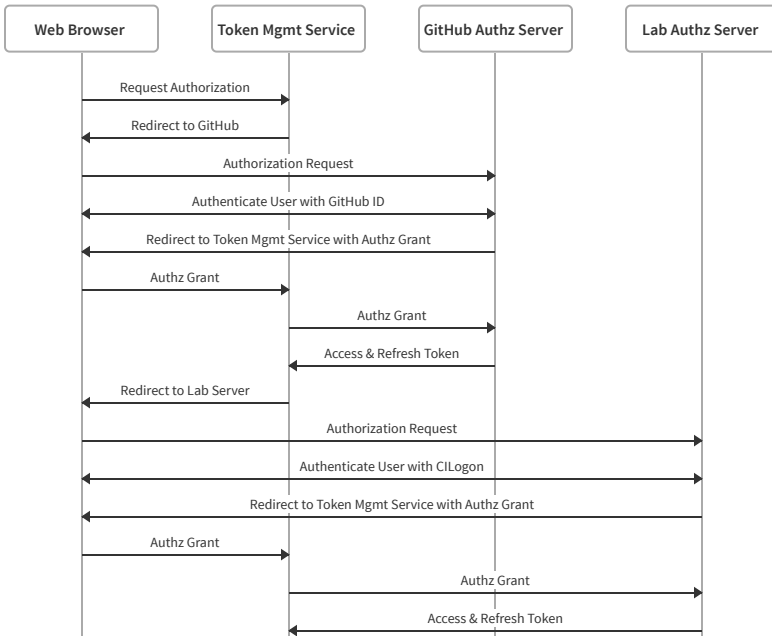 Web Browser
Token Mgmt Service
GitHub Authz Server
Lab Authz Server
Request Authorization
Redirect to GitHub
Authorization Request
Authenticate User with GitHub ID
Redirect to Token Mgmt Service with Authz Grant
Authz Grant
Authz Grant
Access & Refresh Token
Redirect to Lab Server
Authorization Request
Authenticate User with CILogon
Redirect to Token Mgmt Service with Authz Grant
Authz Grant
Authz Grant
Access & Refresh Token